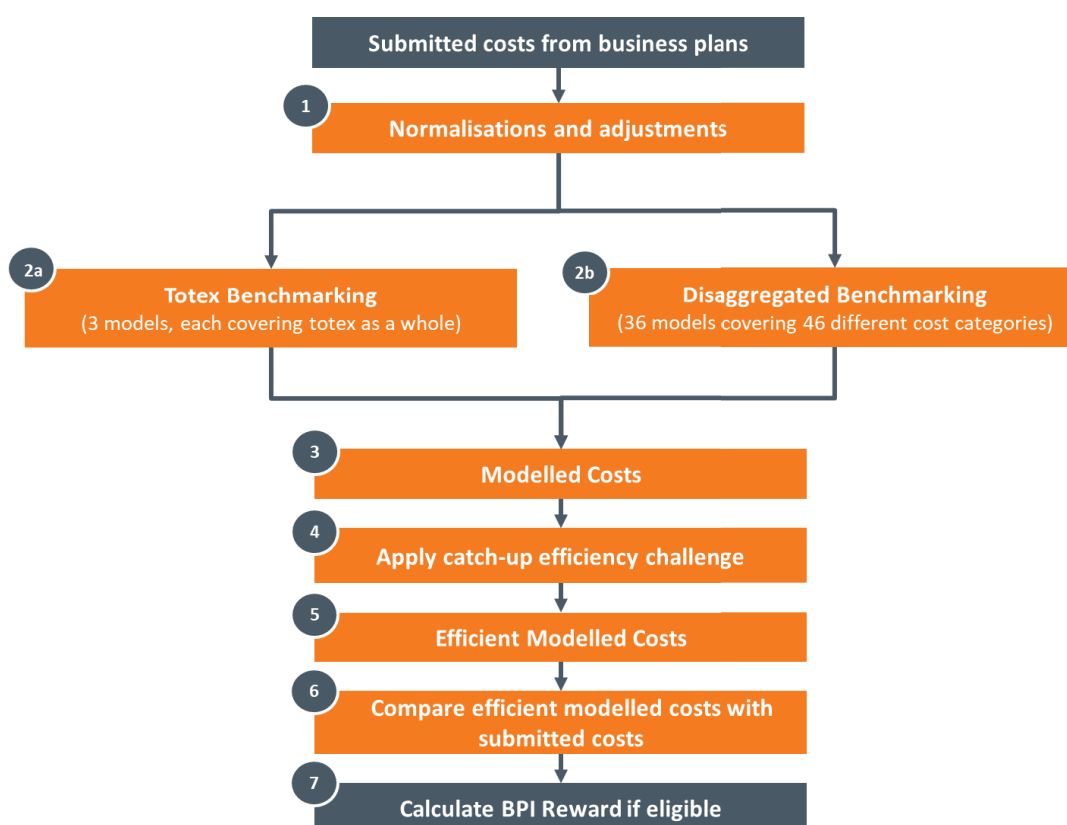 Submitted costs from business plans
1
Normalisations and adjustments
2a
Totex Benchmarking
(3 models, each covering totex as a whole)
2b
Disaggregated Benchmarking
(36 models covering 46 different cost categories)
3
Modelled Costs
4
Apply catch-up efficiency challenge
5
Efficient Modelled Costs
6
Compare efficient modelled costs with
submitted costs
7
Calculate BPI Reward if eligible